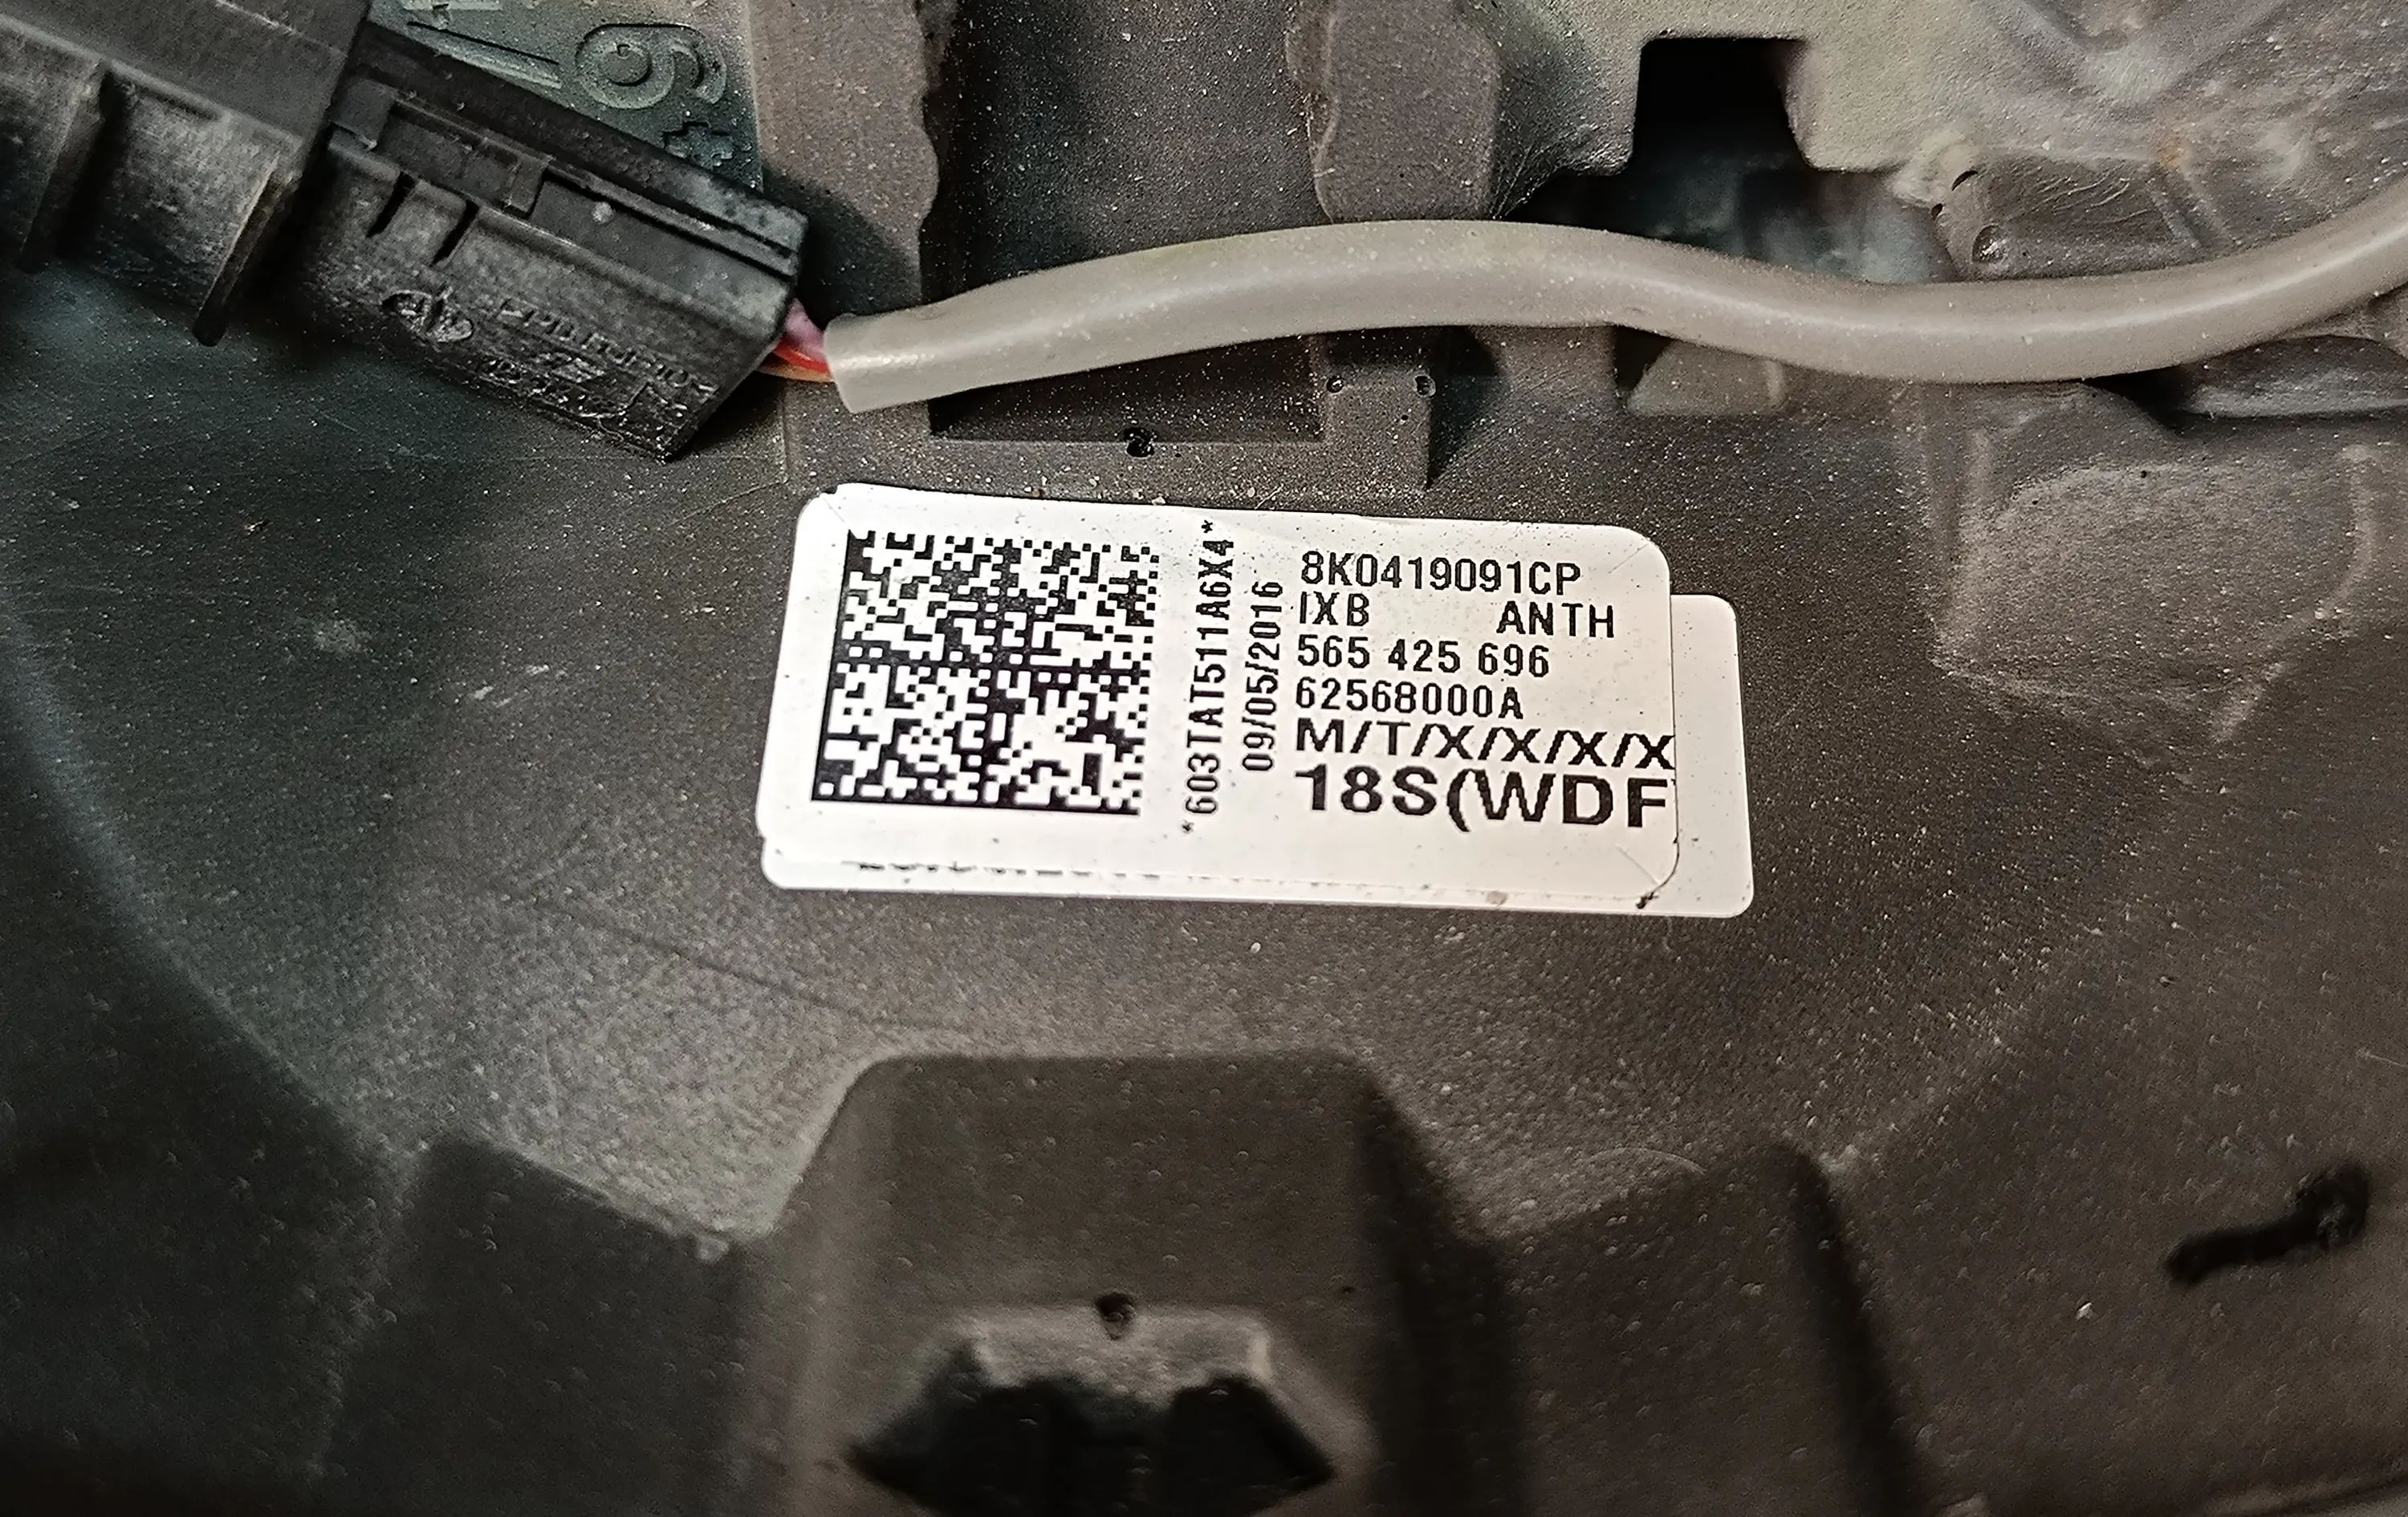 *603TAT511A6X4*
09/05/2016
8K0419091CP
IXB ANTH
565 425 696
62568000A
M/T/X/X/X/X
18S(WDF